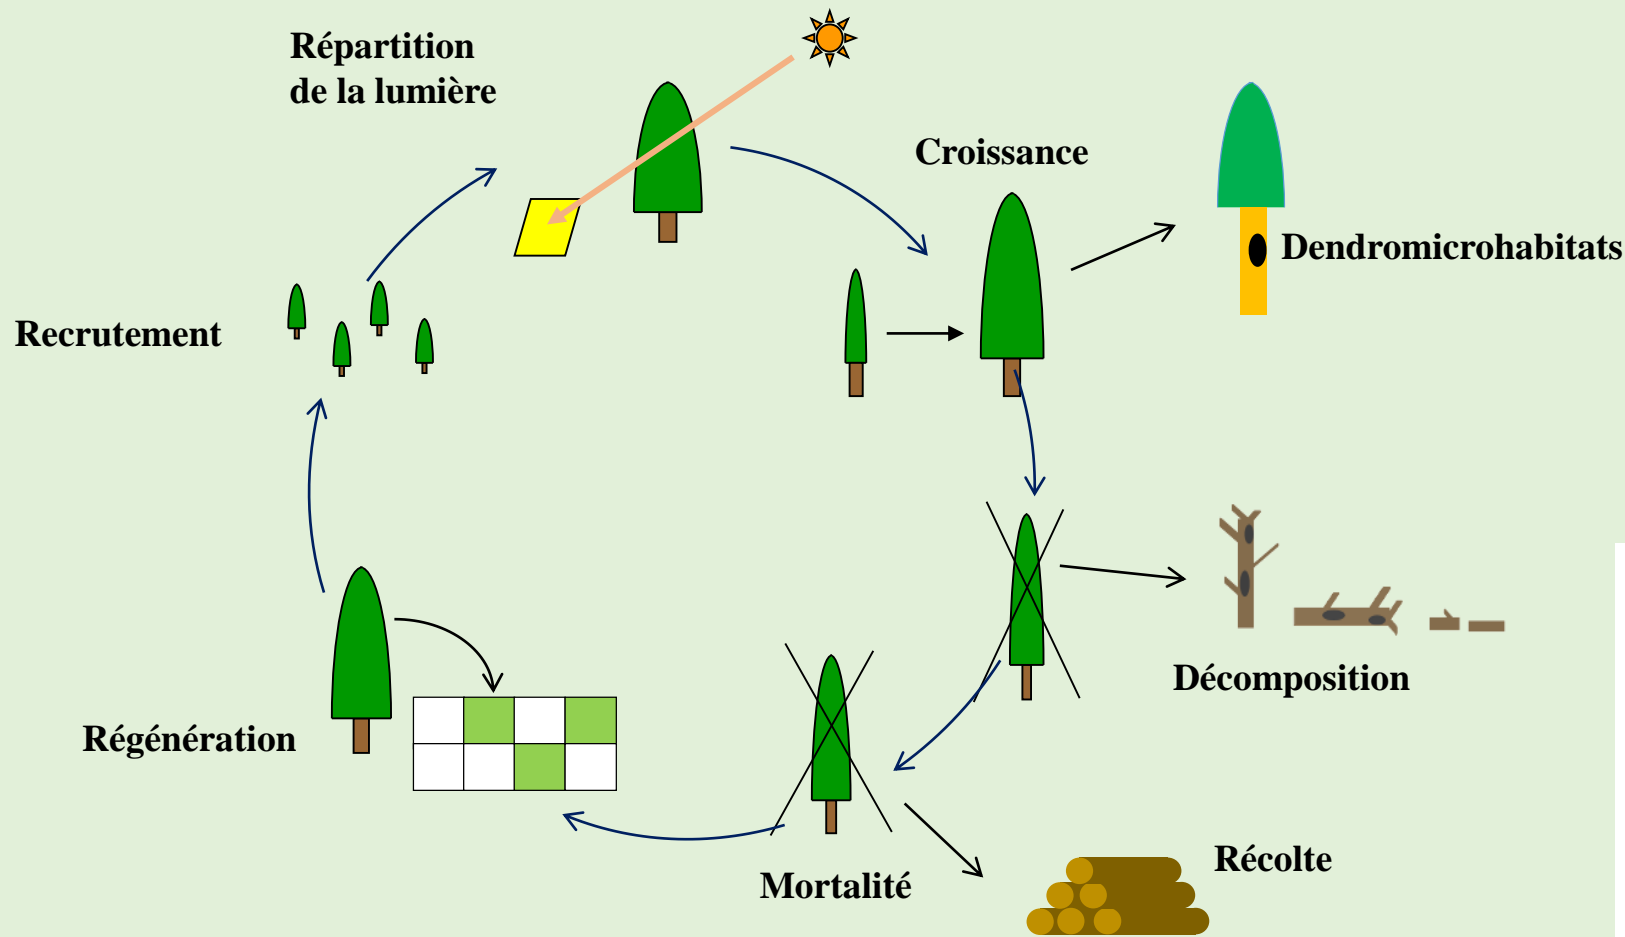 Répartition
de la lumière
Croissance
Dendromicrohabitats
Recrutement
Décomposition
Régénération
Récolte
Mortalité